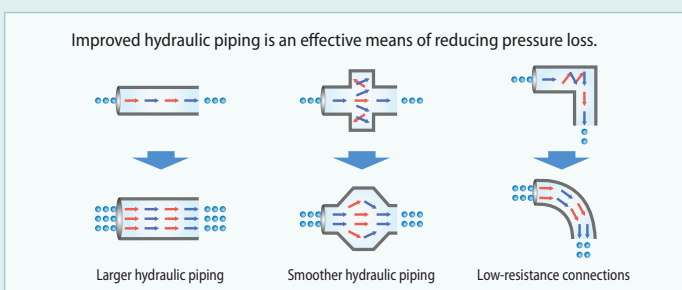 Improved hydraulic piping is an effective means of reducing pressure loss.
Larger hydraulic piping
Smoother hydraulic piping
Low-resistance connections